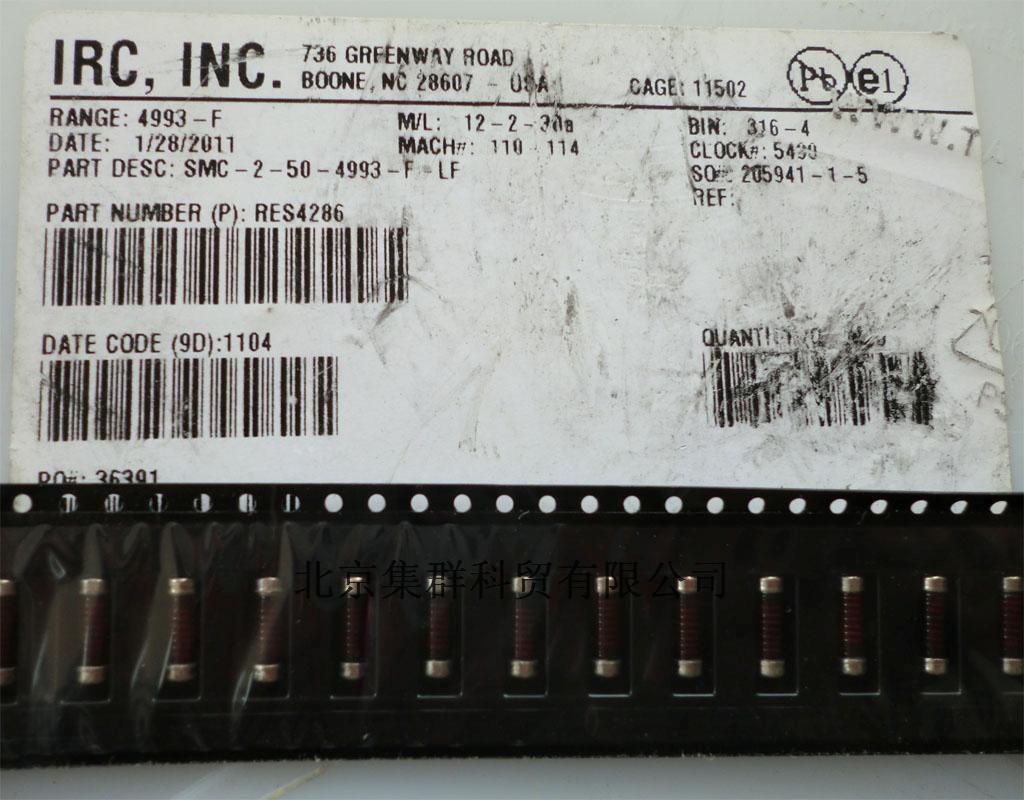 IRC, INC.
736 GREENWAY ROAD
BOONE, NC 28607 - USA
CAGE: 11502
Pb e1
RANGE: 4993-F
DATE: 1/28/2011
PART DESC: SMC-2-50-4993-F-LF
M/L: 12-2-30a
MACH#: 110-114
BIN: 316-4
CLOCK#:
SO#: 205941-1-5
REF:
PART NUMBER (P): RES4286
DATE CODE (9D):1104
PO#: 36391
北京集群科贸有限公司